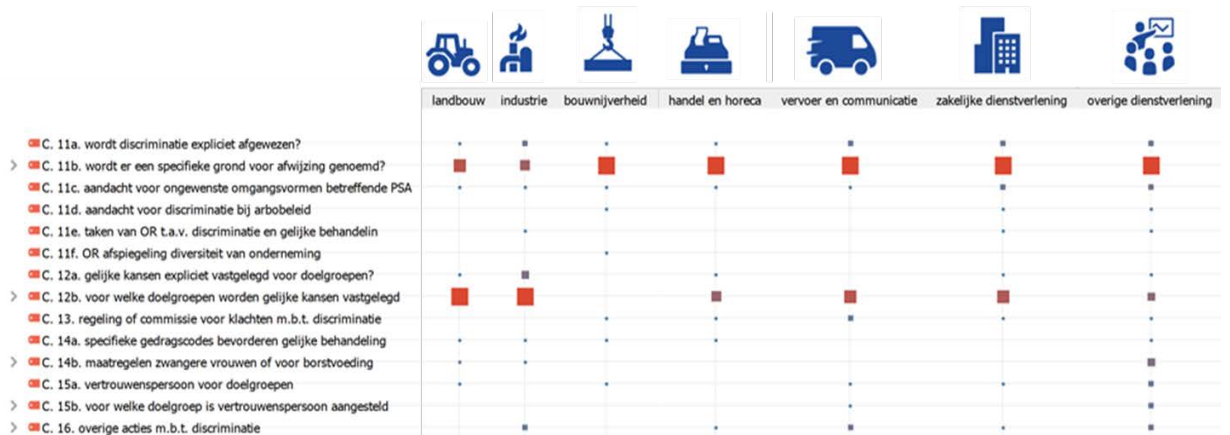 landbouw industrie bouwnijverheid handel en horeca vervoer en communicatie zakelijke dienstverlening overige dienstverlening
C. 11a. wordt discriminatie expliciet afgewezen?
C. 11b. wordt er een specifieke grond voor afwijzing genoemd?
C. 11c. aandacht voor ongewenste omgangsvormen betreffende PSA
C. 11d. aandacht voor discriminatie bij arbobeleid
C. 11e. taken van OR t.a.v. discriminatie en gelijke behandelin
C. 11f. OR afspiegeling diversiteit van onderneming
C. 12a. gelijke kansen expliciet vastgelegd voor doelgroepen?
C. 12b. voor welke doelgroepen worden gelijke kansen vastgelegd
C. 13. regeling of commissie voor klachten m.b.t. discriminatie
C. 14a. specifieke gedragscodes bevorderen gelijke behandeling
C. 14b. maatregelen zwangere vrouwen of voor borstvoeding
C. 15a. vertrouwenspersoon voor doelgroepen
C. 15b. voor welke doelgroep is vertrouwenspersoon aangesteld
C. 16. overige acties m.b.t. discriminatie